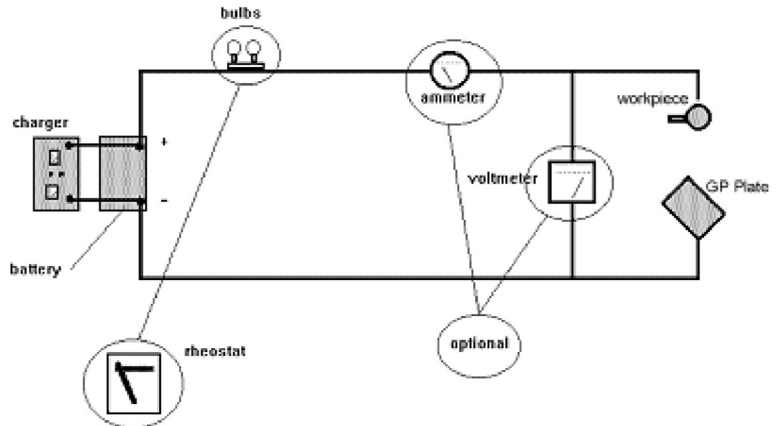 bulbs
charger
+
ammeter
workpiece
voltmeter
GP Plate
-
battery
rheostat
optional